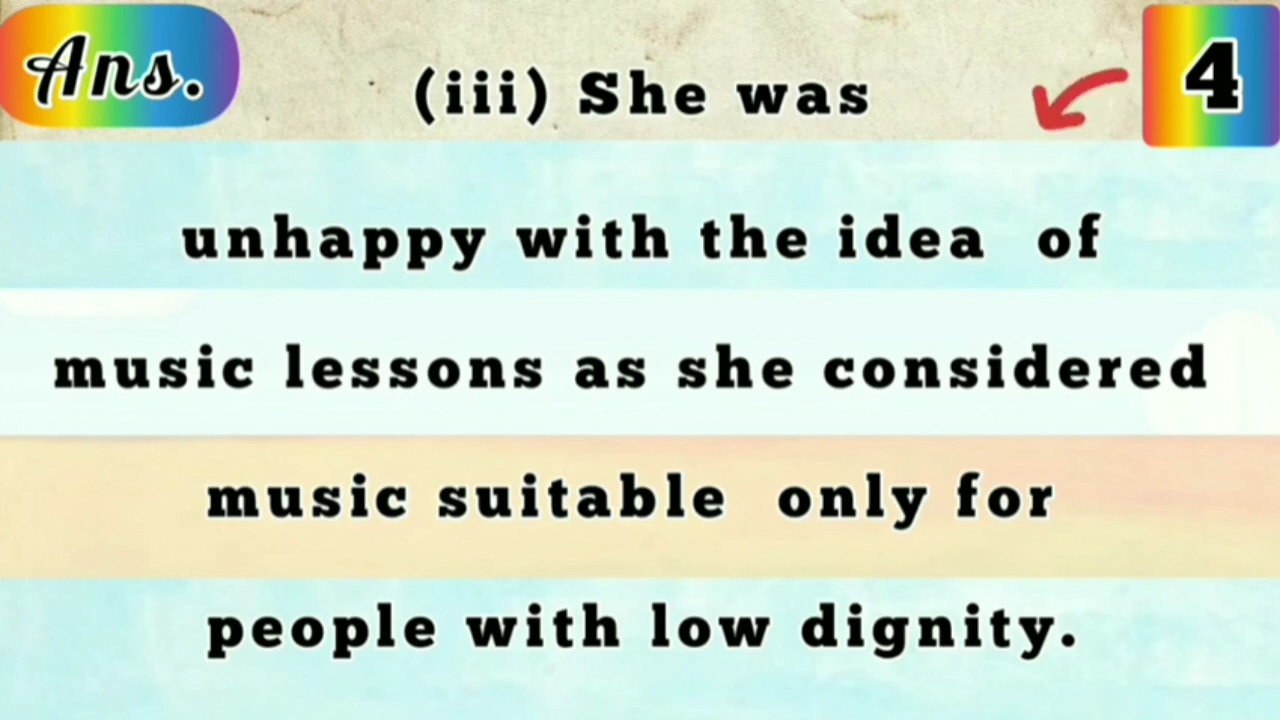 Ans.
4
(iii) She was
unhappy with the idea of
music lessons as she considered
music suitable only for
people with low dignity.